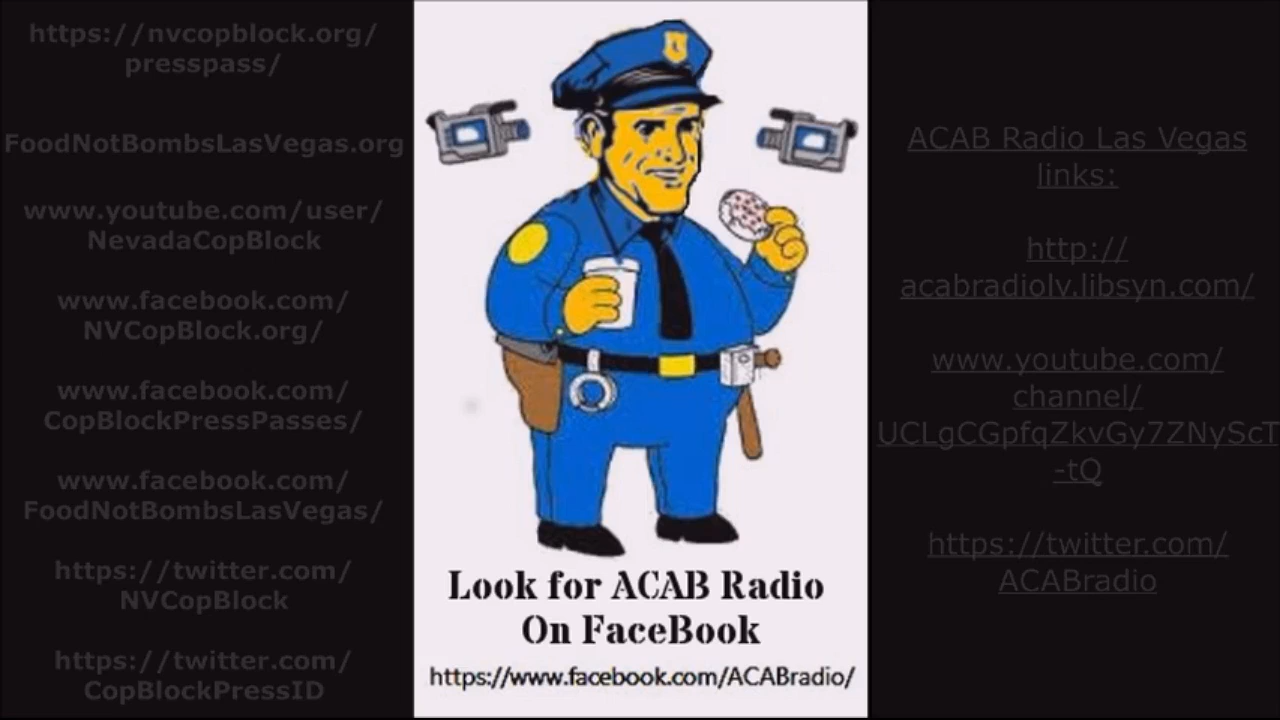 https://nvcopblock.org/
presspass/
FoodNotBombsLasVegas.org
www.youtube.com/user/
NevadaCopBlock
www.facebook.com/
NVCopBlock.org/
www.facebook.com/
CopBlockPressPasses/
www.facebook.com/
FoodNotBombsLasVegas/
https://twitter.com/
NVCopBlock
https://twitter.com/
CopBlockPressID
Look for ACAB Radio
On FaceBook
https://www.facebook.com/ACABradio/
ACAB Radio Las Vegas
links:
http://
acabradiolv.libsyn.com/
www.youtube.com/
channel/
UCLgCGpfqZkvGy7ZNyScT
-tQ
https://twitter.com/
ACABradio